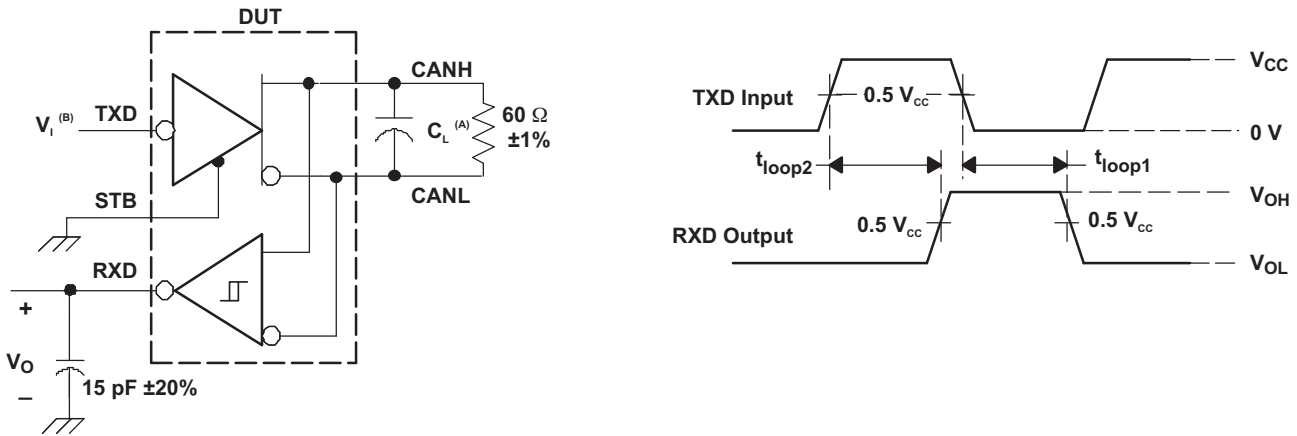 DUT
CANH
TXD
V_I (B)
C_L (A)
60 Ω
±1%
STB
CANL
RXD
+
V_O
–
15 pF ±20%
V_CC
TXD Input
0.5 V_CC
0 V
t_loop2
t_loop1
V_OH
RXD Output
0.5 V_CC
0.5 V_CC
V_OL